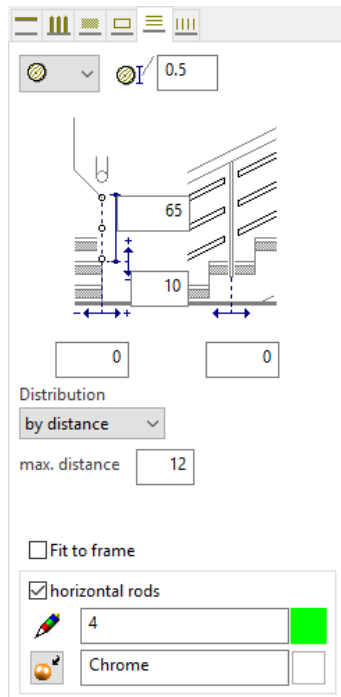 0.5
65
10
0 0
Distribution
by distance
max. distance 12
Fit to frame
horizontal rods
4
Chrome